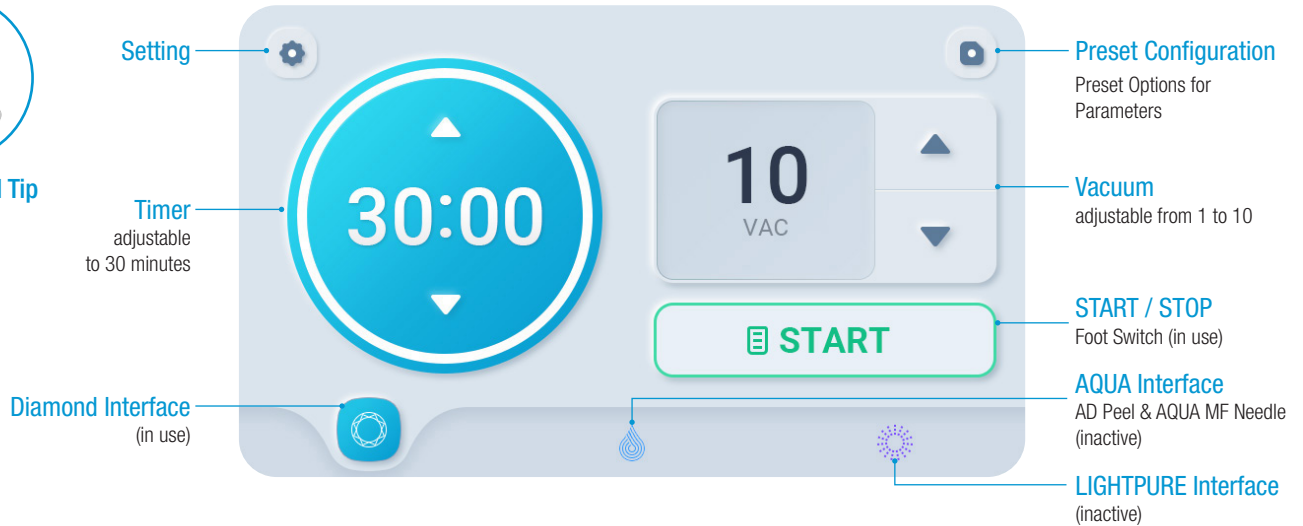 Setting
Tip
Timer
adjustable
to 30 minutes
Diamond Interface
(in use)
30:00
10
VAC
START
Preset Configuration
Preset Options for
Parameters
Vacuum
adjustable from 1 to 10
START / STOP
Foot Switch (in use)
AQUA Interface
AD Peel & AQUA MF Needle
(inactive)
LIGHTPURE Interface
(inactive)